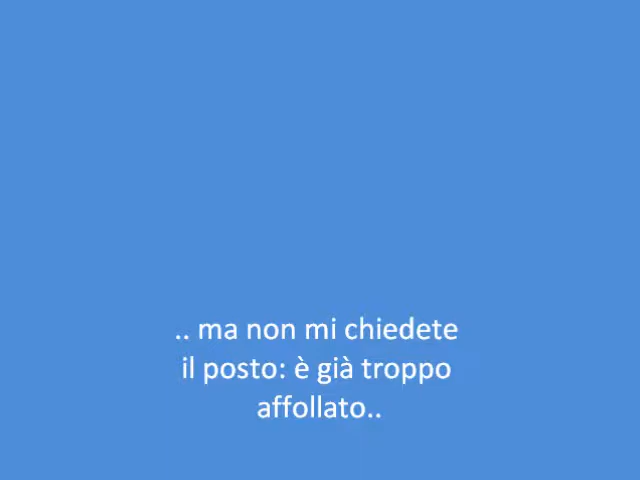 .. ma non mi chiedete
il posto: è già troppo
affollato..